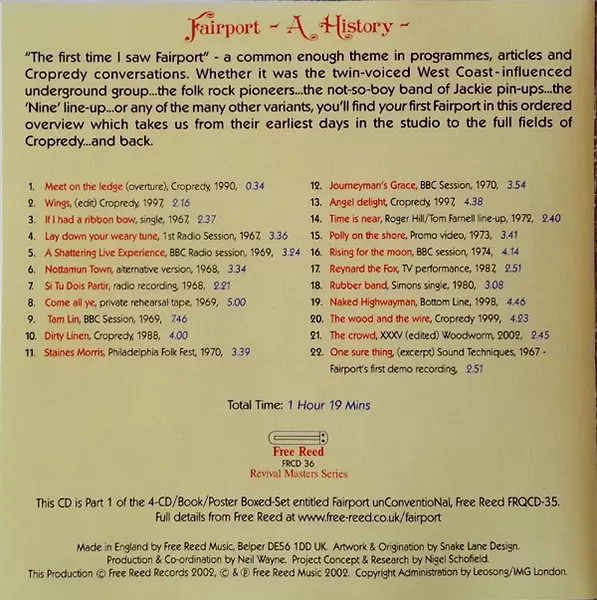 Fairport ~ A History ~
"The first time I saw Fairport" - a common enough theme in programmes, articles and
Cropredy conversations. Whether it was the twin-voiced West Coast-influenced
underground group...the folk rock pioneers...the not-so-boy band of Jackie pin-ups...the
'Nine' line-up...or any of the many other variants, you'll find your first Fairport in this ordered
overview which takes us from their earliest days in the studio to the full fields of
Cropredy...and back.
1. Meet on the ledge (overture), Cropredy, 1990, 0.34
2. Wings, (edit) Cropredy, 1997, 2.16
3. If I had a ribbon bow, single, 1967, 2.37
4. Lay down your weary tune, 1st Radio Session, 1967, 3.36
5. A Shattering Live Experience, BBC Radio session, 1969, 3.24
6. Nottamun Town, alternative version, 1968, 3.34
7. Si Tu Dois Partir, radio recording, 1968, 2.21
8. Come all ye, private rehearsal tape, 1969, 5.00
9. Tam Lin, BBC Session, 1969, 7.46
10. Dirty Linen, Cropredy, 1988, 4.00
11. Staines Morris, Philadelphia Folk Fest, 1970, 3.39
12. Journeyman's Grace, BBC Session, 1970, 3.54
13. Angel delight, Cropredy, 1997, 4.38
14. Time is near, Roger Hill/Tom Farnell line-up, 1972, 2.40
15. Polly on the shore, Promo video, 1973, 3.41
16. Rising for the moon, BBC session, 1974, 4.14
17. Reynard the Fox, TV performance, 1987, 2.51
18. Rubber band, Simons single, 1980, 3.08
19. Naked Highwayman, Bottom Line, 1998, 4.46
20. The wood and the wire, Cropredy 1999, 4.23
21. The crowd, XXXV (edited) Woodworm, 2002, 2.45
22. One sure thing, (excerpt) Sound Techniques, 1967 -
Fairport's first demo recording, 2.51
Total Time: 1 Hour 19 Mins
Free Reed
FRCD 36
Revival Masters Series
This CD is Part 1 of the 4-CD/Book/Poster Boxed-Set entitled Fairport unConventioNal, Free Reed FRQCD-35.
Full details from Free Reed at www.free-reed.co.uk/fairport
Made in England by Free Reed Music, Belper DE56 1DD UK. Artwork & Origination by Snake Lane Design.
Production & Co-ordination by Neil Wayne. Project Concept & Research by Nigel Schofield.
This Production © Free Reed Records 2002, © & ℗ Free Reed Music 2002. Copyright Administration by Leosong/IMG London.